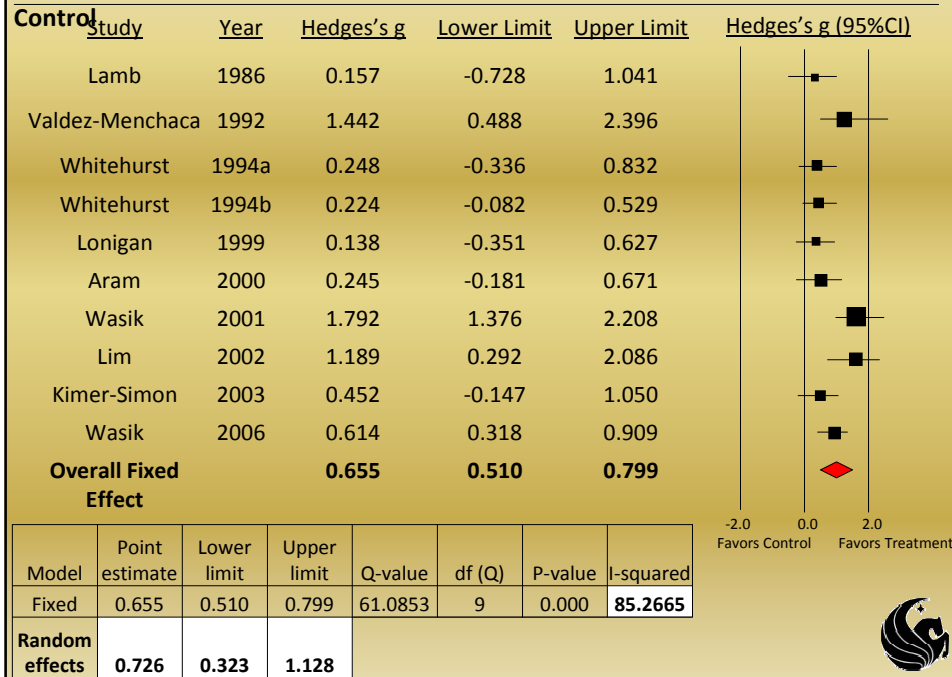 Control
Study Year Hedges's g Lower Limit Upper Limit Hedges's g (95%CI)
Lamb 1986 0.157 -0.728 1.041
Valdez-Menchaca 1992 1.442 0.488 2.396
Whitehurst 1994a 0.248 -0.336 0.832
Whitehurst 1994b 0.224 -0.082 0.529
Lonigan 1999 0.138 -0.351 0.627
Aram 2000 0.245 -0.181 0.671
Wasik 2001 1.792 1.376 2.208
Lim 2002 1.189 0.292 2.086
Kimer-Simon 2003 0.452 -0.147 1.050
Wasik 2006 0.614 0.318 0.909
Overall Fixed 0.655 0.510 0.799
Effect
-2.0 0.0 2.0
Favors Control Favors Treatment
Point Lower Upper
Model estimate limit limit Q-value df (Q) P-value I-squared
Fixed 0.655 0.510 0.799 61.0853 9 0.000 85.2665
Random
effects 0.726 0.323 1.128